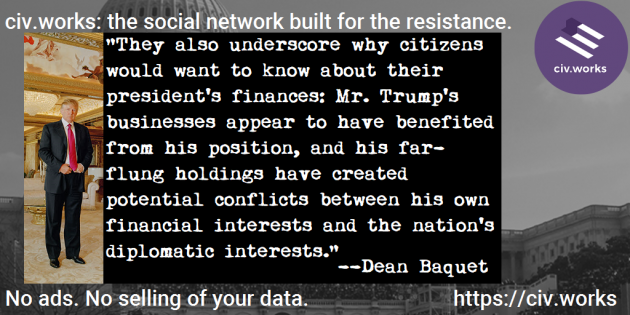 civ.works: the social network built for the resistance.
civ.works
"They also underscore why citizens
would want to know about their
president's finances: Mr. Trump's
businesses appear to have benefited
from his position, and his far-
flung holdings have created
potential conflicts between his own
financial interests and the nation's
diplomatic interests."
--Dean Baquet
No ads. No selling of your data.
https://civ.works